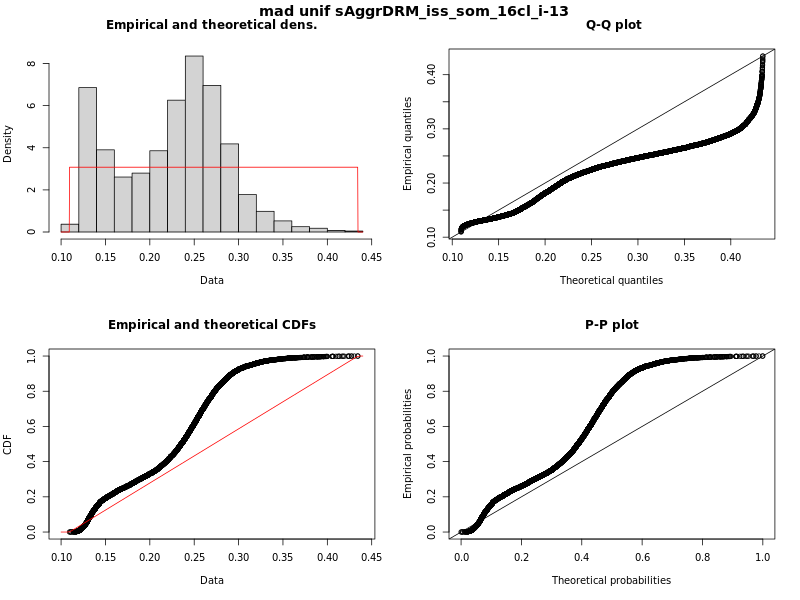 mad unif sAggrDRM_iss_som_16cl_i-13
Empirical and theoretical dens.
Density
0 2 4 6 8
0.10 0.15 0.20 0.25 0.30 0.35 0.40 0.45
Data
Q-Q plot
Empirical quantiles
0.10 0.20 0.30 0.40
0.10 0.15 0.20 0.25 0.30 0.35 0.40
Theoretical quantiles
Empirical and theoretical CDFs
CDF
0.0 0.2 0.4 0.6 0.8 1.0
0.10 0.15 0.20 0.25 0.30 0.35 0.40 0.45
Data
P-P plot
Empirical probabilities
0.0 0.2 0.4 0.6 0.8 1.0
0.0 0.2 0.4 0.6 0.8 1.0
Theoretical probabilities